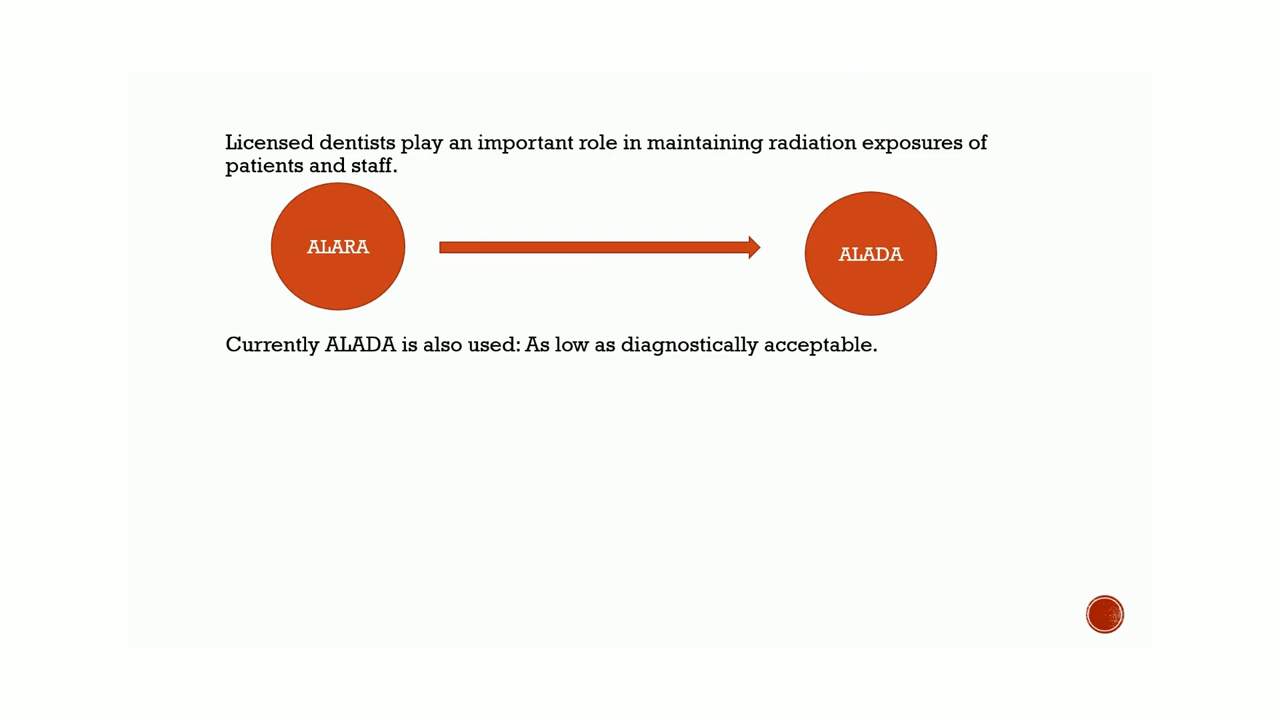 Licensed dentists play an important role in maintaining radiation exposures of
patients and staff.
ALARA
ALADA
Currently ALADA is also used: As low as diagnostically acceptable.